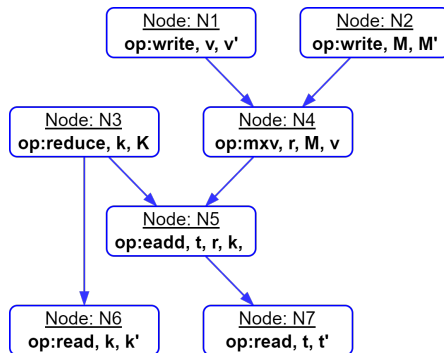 Node: N1
op:write, v, v'
Node: N2
op:write, M, M'
Node: N3
op:reduce, k, K
Node: N4
op:mxv, r, M, v
Node: N5
op:eadd, t, r, k,
Node: N6
op:read, k, k'
Node: N7
op:read, t, t'